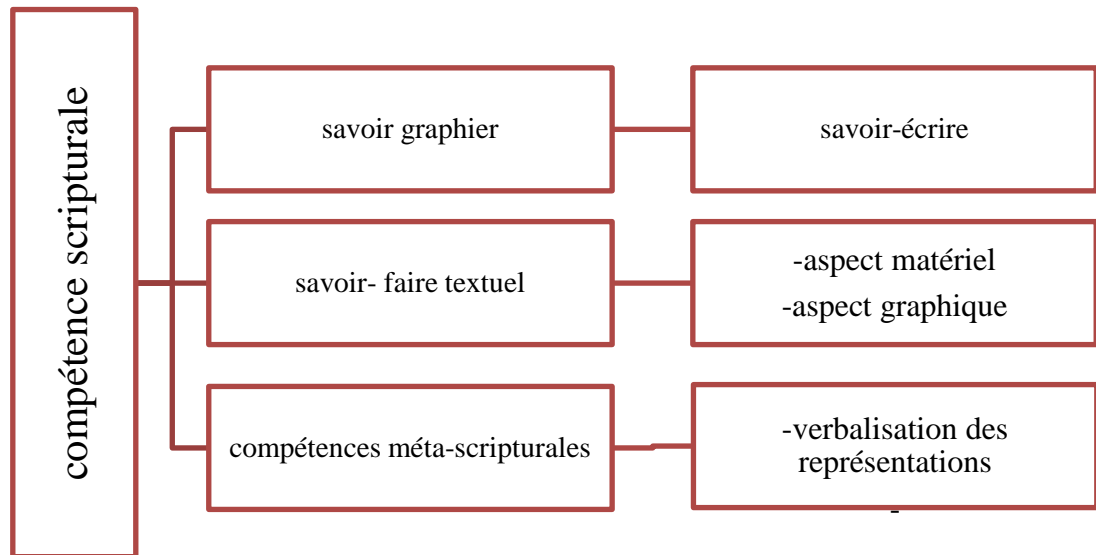 compétence scripturale
savoir graphier
savoir-écrire
savoir- faire textuel
-aspect matériel
-aspect graphique
compétences méta-scripturales
-verbalisation des
représentations
-